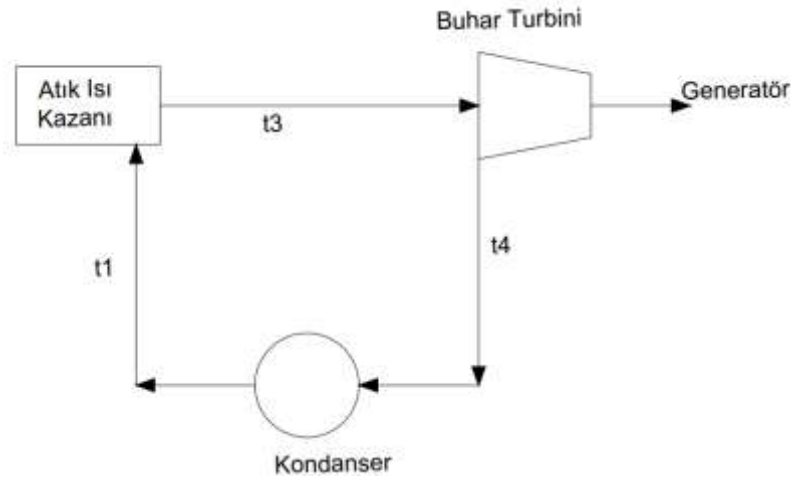 Buhar Turbini
Atık Isı
Kazanı
Generatör
t3
t4
t1
Kondanser